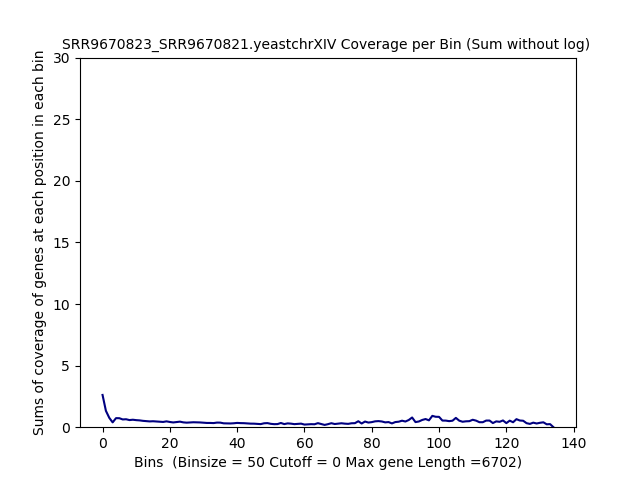 SRR9670823_SRR9670821.yeastchrXIV Coverage per Bin (Sum without log)
Sums of coverage of genes at each position in each bin
30
25
20
15
10
5
0
0 20 40 60 80 100 120 140
Bins  (Binsize = 50 Cutoff = 0 Max gene Length =6702)